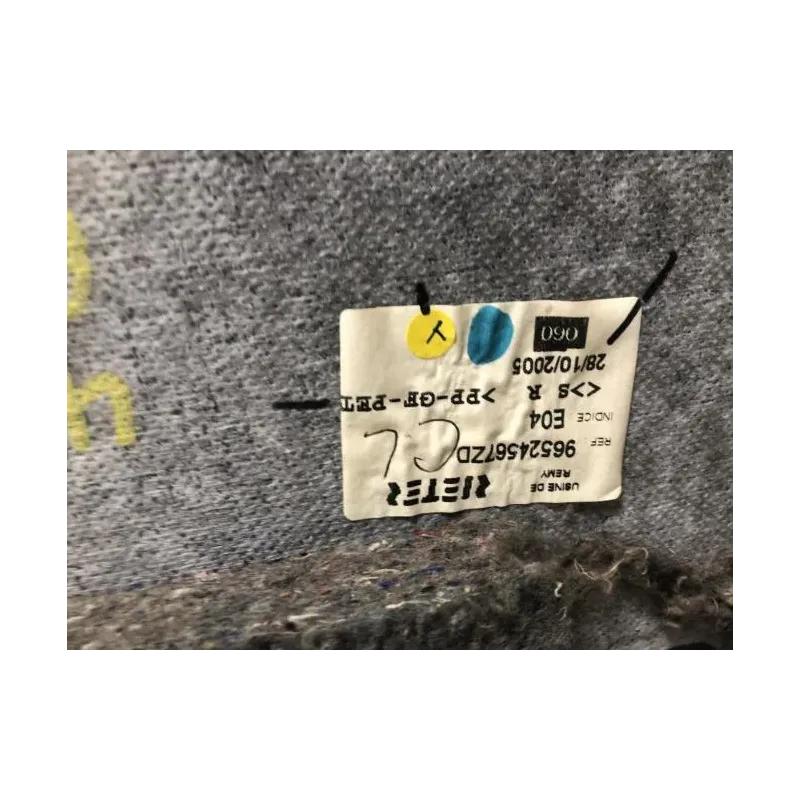 USINE DE
REMY
RIETER
REF 96524567ZD
CL
INDICE E04
<>S R >PP-GF-PET
28/10/2005
060
Y